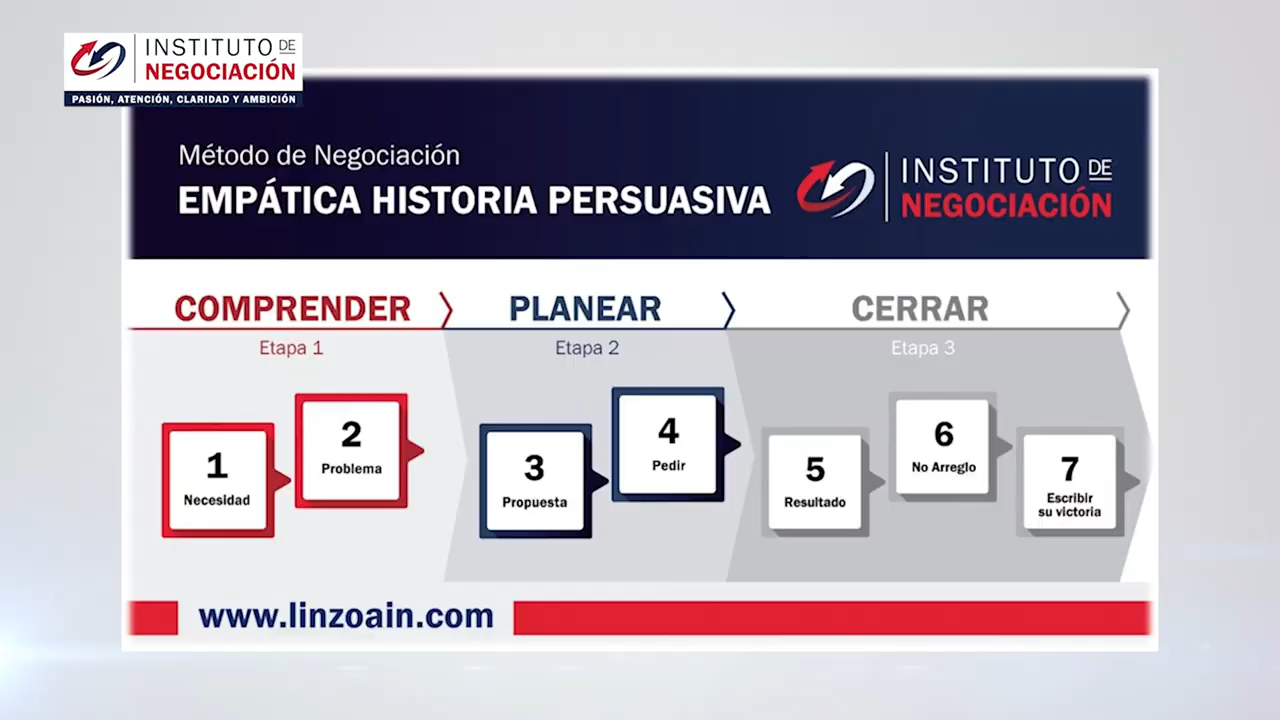 INSTITUTO DE
NEGOCIACIÓN
PASIÓN, ATENCIÓN, CLARIDAD Y AMBICIÓN
Método de Negociación
EMPÁTICA HISTORIA PERSUASIVA
INSTITUTO DE
NEGOCIACIÓN
COMPRENDER
PLANEAR
CERRAR
Etapa 1
Etapa 2
Etapa 3
1
Necesidad
2
Problema
3
Propuesta
4
Pedir
5
Resultado
6
No Arreglo
7
Escribir
su victoria
www.linzoain.com